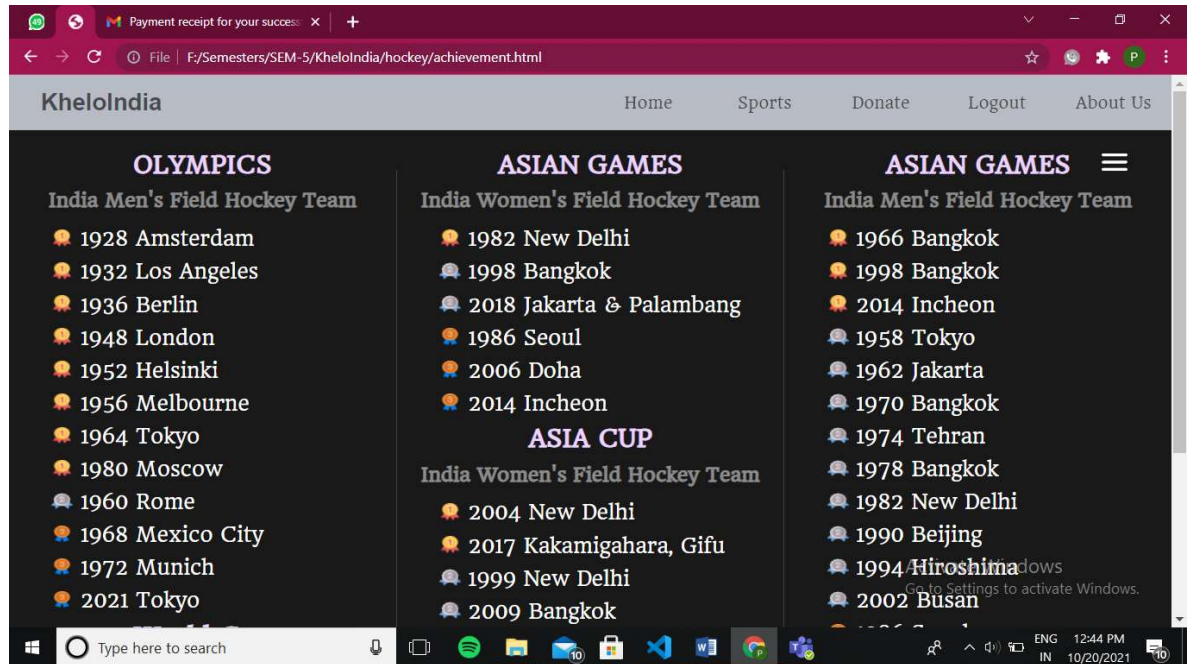 49
Payment receipt for your success
File F:/Semesters/SEM-5/KheloIndia/hockey/achievement.html
P
KheloIndia
Home Sports Donate Logout About Us
OLYMPICS
India Men's Field Hockey Team
1928 Amsterdam
1932 Los Angeles
1936 Berlin
1948 London
1952 Helsinki
1956 Melbourne
1964 Tokyo
1980 Moscow
1960 Rome
1968 Mexico City
1972 Munich
2021 Tokyo
ASIAN GAMES
India Women's Field Hockey Team
1982 New Delhi
1998 Bangkok
2018 Jakarta & Palambang
1986 Seoul
2006 Doha
2014 Incheon
ASIA CUP
India Women's Field Hockey Team
2004 New Delhi
2017 Kakamigahara, Gifu
1999 New Delhi
2009 Bangkok
ASIAN GAMES
India Men's Field Hockey Team
1966 Bangkok
1998 Bangkok
2014 Incheon
1958 Tokyo
1962 Jakarta
1970 Bangkok
1974 Tehran
1978 Bangkok
1982 New Delhi
1990 Beijing
1994 Hiroshima
2002 Busan
Activate Windows
Go to Settings to activate Windows.
Type here to search
10
ENG
IN
12:44 PM
10/20/2021
10